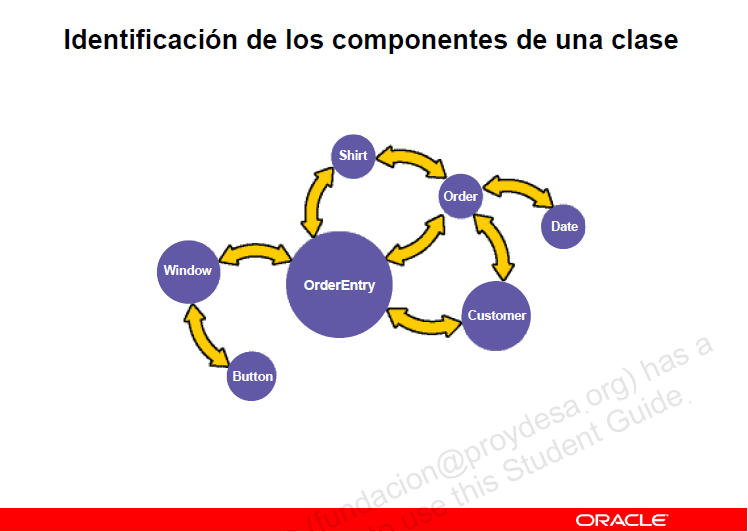 Identificación de los componentes de una clase
Shirt
Order
Date
Window
OrderEntry
Customer
Button
(fundacion@proydesa.org) has a
to use this Student Guide.
ORACLE